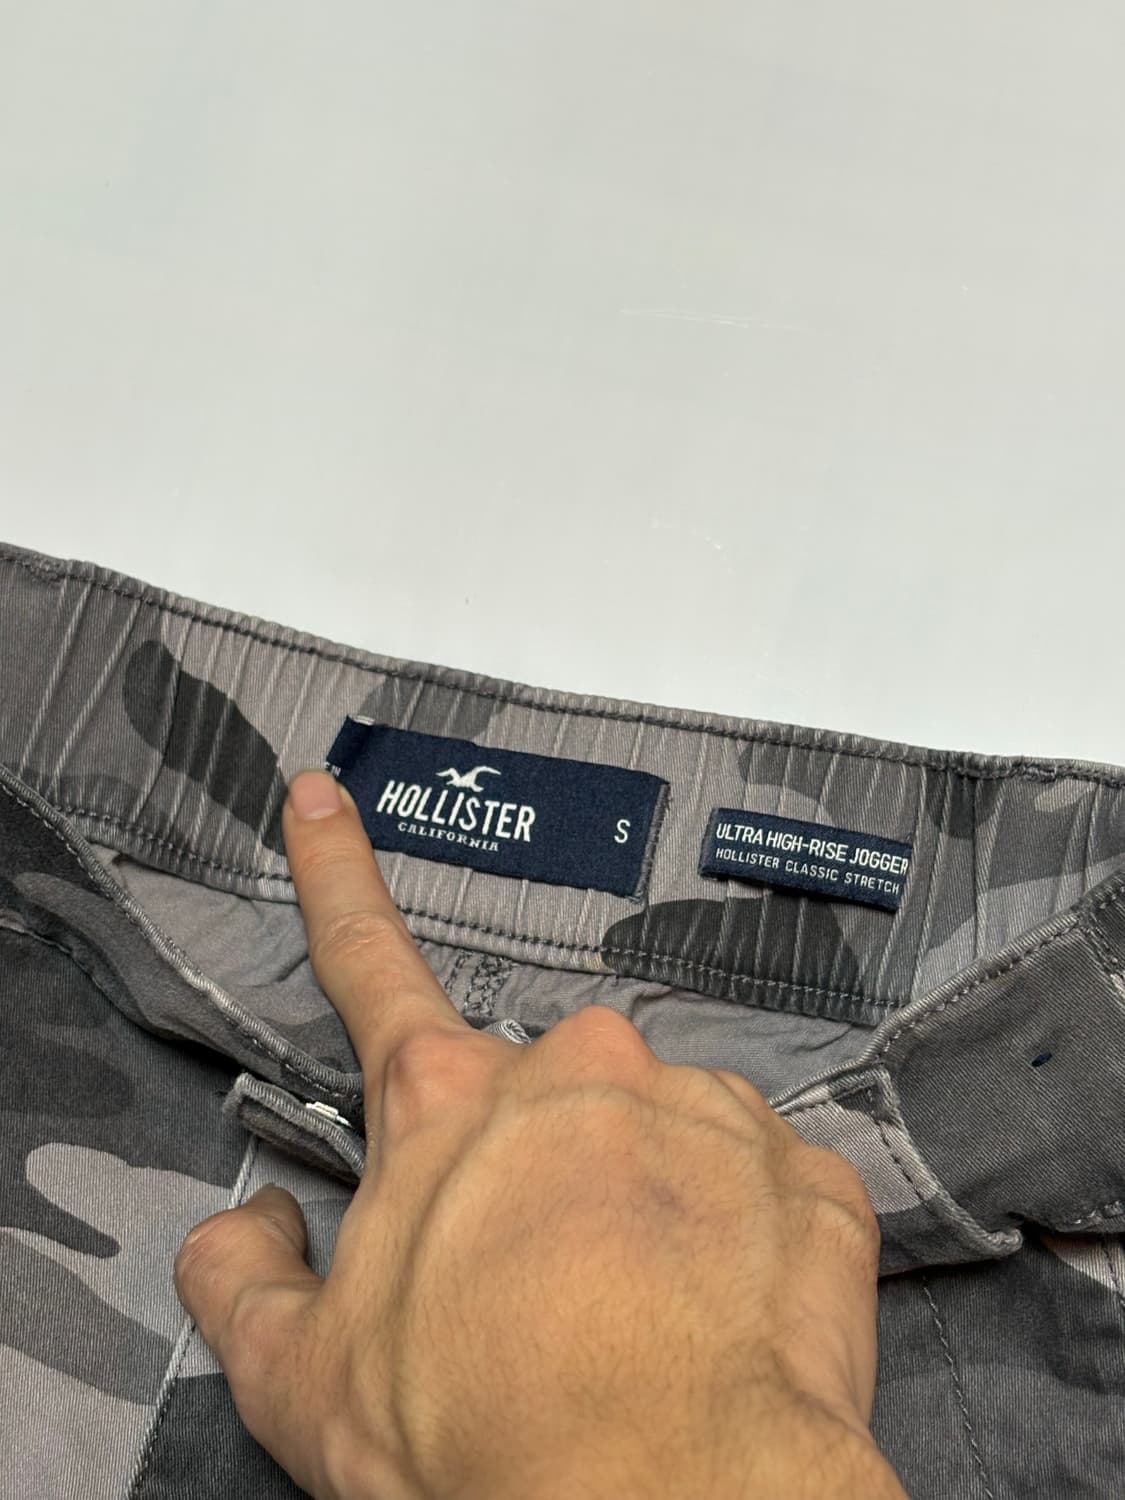 HOLLISTER
CALIFORNIA
S
ULTRA HIGH-RISE JOGGER
HOLLISTER CLASSIC STRETCH